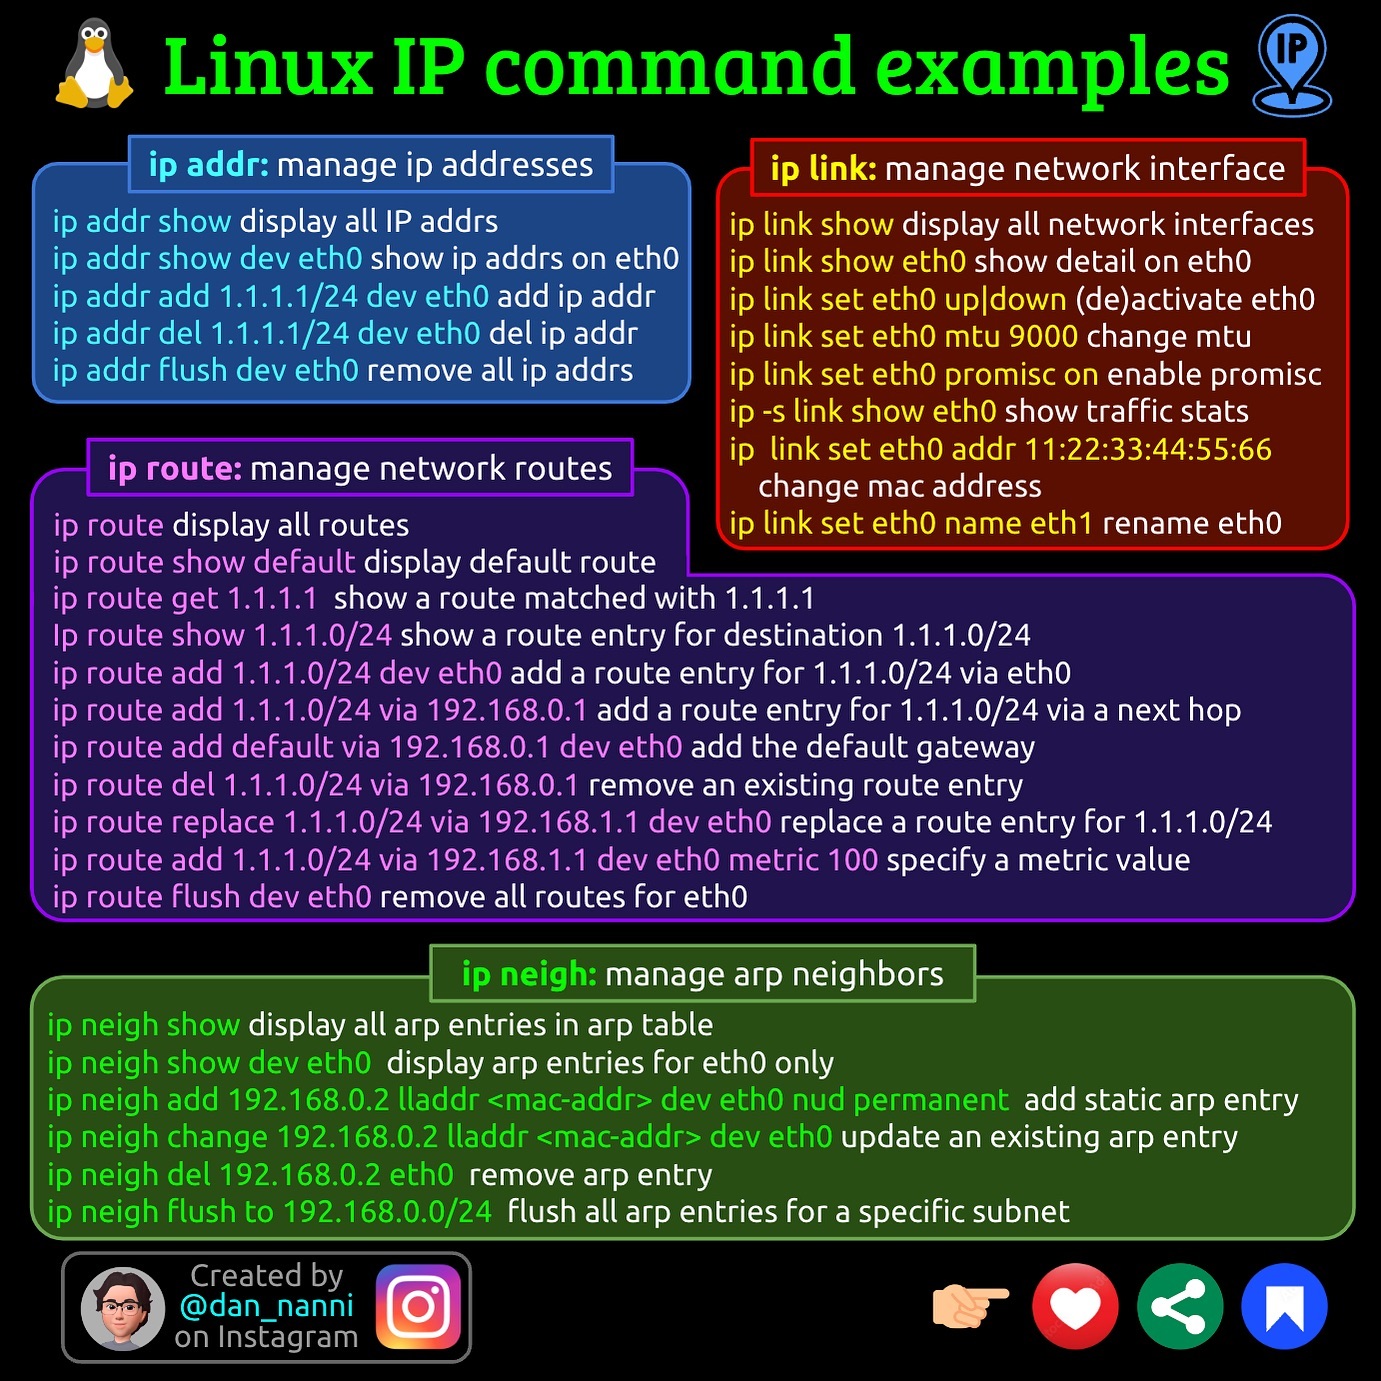 Linux IP command examples
IP
ip addr: manage ip addresses
ip addr show display all IP addrs
ip addr show dev eth0 show ip addrs on eth0
ip addr add 1.1.1.1/24 dev eth0 add ip addr
ip addr del 1.1.1.1/24 dev eth0 del ip addr
ip addr flush dev eth0 remove all ip addrs
ip link: manage network interface
ip link show display all network interfaces
ip link show eth0 show detail on eth0
ip link set eth0 up|down (de)activate eth0
ip link set eth0 mtu 9000 change mtu
ip link set eth0 promisc on enable promisc
ip -s link show eth0 show traffic stats
ip  link set eth0 addr 11:22:33:44:55:66
change mac address
ip link set eth0 name eth1 rename eth0
ip route: manage network routes
ip route display all routes
ip route show default display default route
ip route get 1.1.1.1  show a route matched with 1.1.1.1
Ip route show 1.1.1.0/24 show a route entry for destination 1.1.1.0/24
ip route add 1.1.1.0/24 dev eth0 add a route entry for 1.1.1.0/24 via eth0
ip route add 1.1.1.0/24 via 192.168.0.1 add a route entry for 1.1.1.0/24 via a next hop
ip route add default via 192.168.0.1 dev eth0 add the default gateway
ip route del 1.1.1.0/24 via 192.168.0.1 remove an existing route entry
ip route replace 1.1.1.0/24 via 192.168.1.1 dev eth0 replace a route entry for 1.1.1.0/24
ip route add 1.1.1.0/24 via 192.168.1.1 dev eth0 metric 100 specify a metric value
ip route flush dev eth0 remove all routes for eth0
ip neigh: manage arp neighbors
ip neigh show display all arp entries in arp table
ip neigh show dev eth0  display arp entries for eth0 only
ip neigh add 192.168.0.2 lladdr <mac-addr> dev eth0 nud permanent  add static arp entry
ip neigh change 192.168.0.2 lladdr <mac-addr> dev eth0 update an existing arp entry
ip neigh del 192.168.0.2 eth0  remove arp entry
ip neigh flush to 192.168.0.0/24  flush all arp entries for a specific subnet
Created by
@dan_nanni
on Instagram